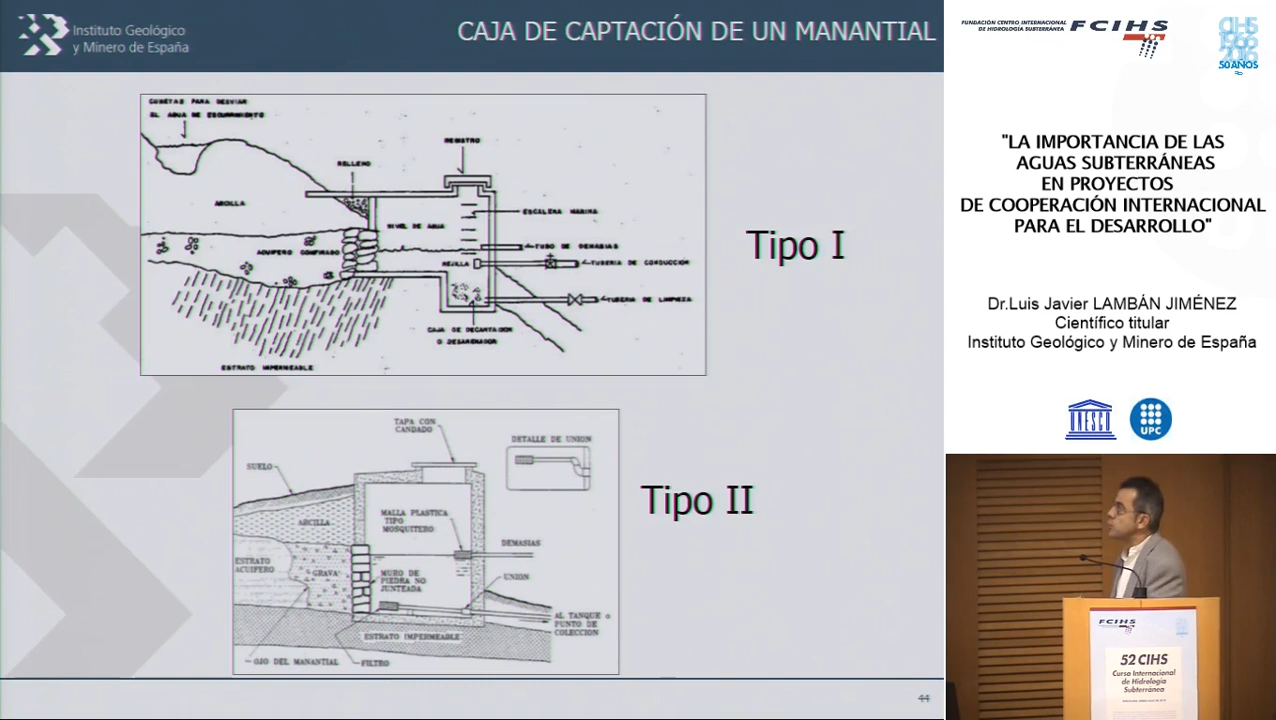 Instituto Geológico
y Minero de España
CAJA DE CAPTACIÓN DE UN MANANTIAL
CUNETAS PARA DESVIAR
EL AGUA DE ESCURRIMIENTO
REGISTRO
RELLENO
ARCILLA
NIVEL DE AGUA
ESCALERA MARINA
ACUIFERO CONFINADO
TUBO DE DEMASIAS
REJILLA
TUBERIA DE CONDUCCIÓN
TUBERIA DE LIMPIEZA
CAJA DE DECANTADOR
O DESARENADOR
ESTRATO IMPERMEABLE
Tipo I
TAPA CON
CANDADO
DETALLE DE UNION
SUELO
ARCILLA
MALLA PLASTICA
TIPO
MOSQUITERO
DEMASIAS
ESTRATO
ACUIFERO
GRAVA
MURO DE
PIEDRA NO
JUNTEADA
UNION
AL TANQUE o
PUNTO DE
COLECCION
ESTRATO IMPERMEABLE
OJO DEL MANANTIAL
FILTRO
Tipo II
44
FUNDACIÓN CENTRO INTERNACIONAL
DE HIDROLOGÍA SUBTERRÁNEA
FCIHS
CIHS
1966
2016
50 AÑOS
"LA IMPORTANCIA DE LAS
AGUAS SUBTERRÁNEAS
EN PROYECTOS
DE COOPERACIÓN INTERNACIONAL
PARA EL DESARROLLO"
Dr.Luis Javier LAMBÁN JIMÉNEZ
Científico titular
Instituto Geológico y Minero de España
UNESCO
UPC
FCIHS
52 CIHS
Curso Internacional
de Hidrología
Subterránea